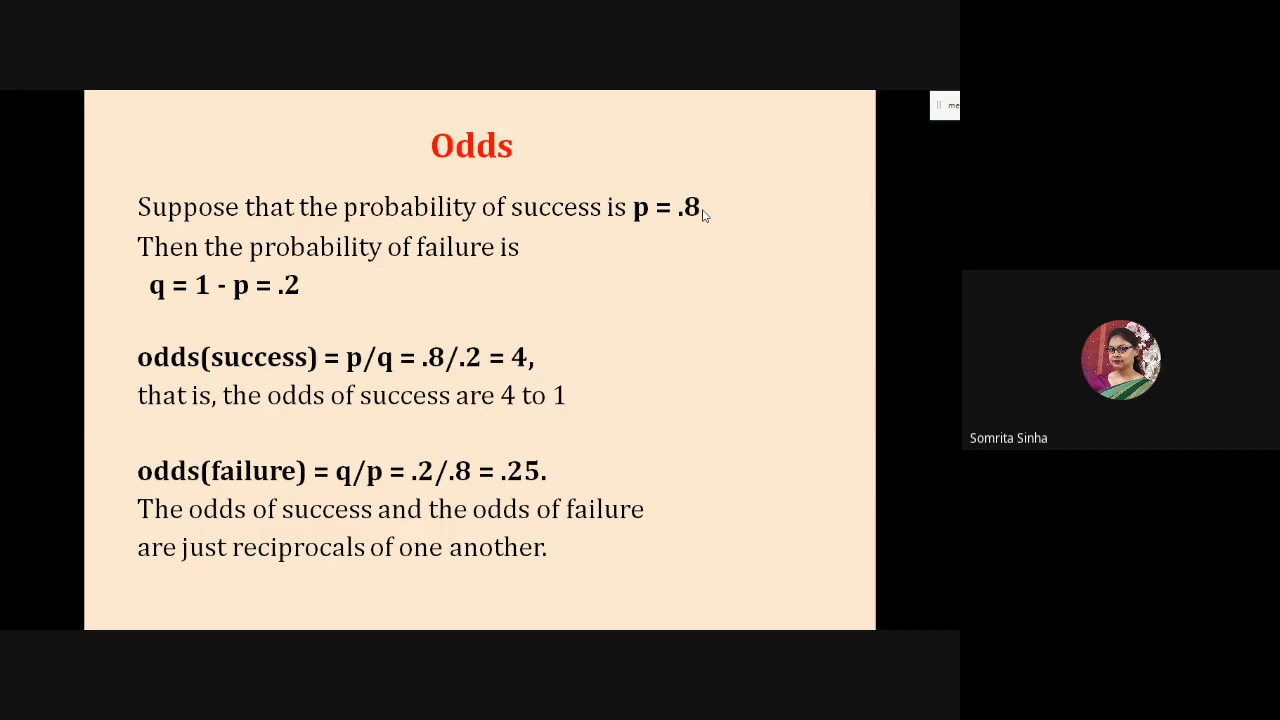 me
Odds
Suppose that the probability of success is p = .8.
Then the probability of failure is
q = 1 - p = .2
odds(success) = p/q = .8/.2 = 4,
that is, the odds of success are 4 to 1
odds(failure) = q/p = .2/.8 = .25.
The odds of success and the odds of failure
are just reciprocals of one another.
Somrita Sinha